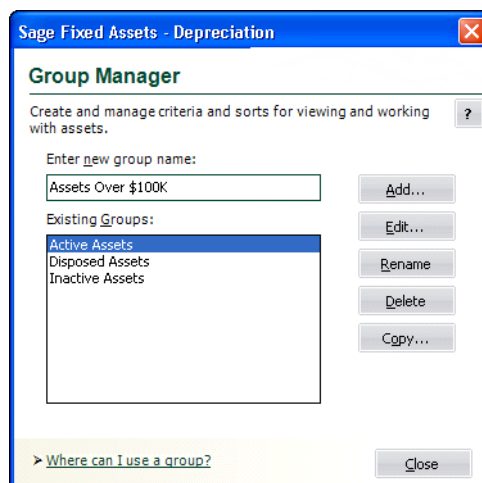 Sage Fixed Assets - Depreciation
Group Manager
Create and manage criteria and sorts for viewing and working
with assets.
?
Enter new group name:
Assets Over $100K
Add...
Existing Groups:
Edit...
Active Assets
Disposed Assets
Rename
Inactive Assets
Delete
Copy...
Where can I use a group?
Close